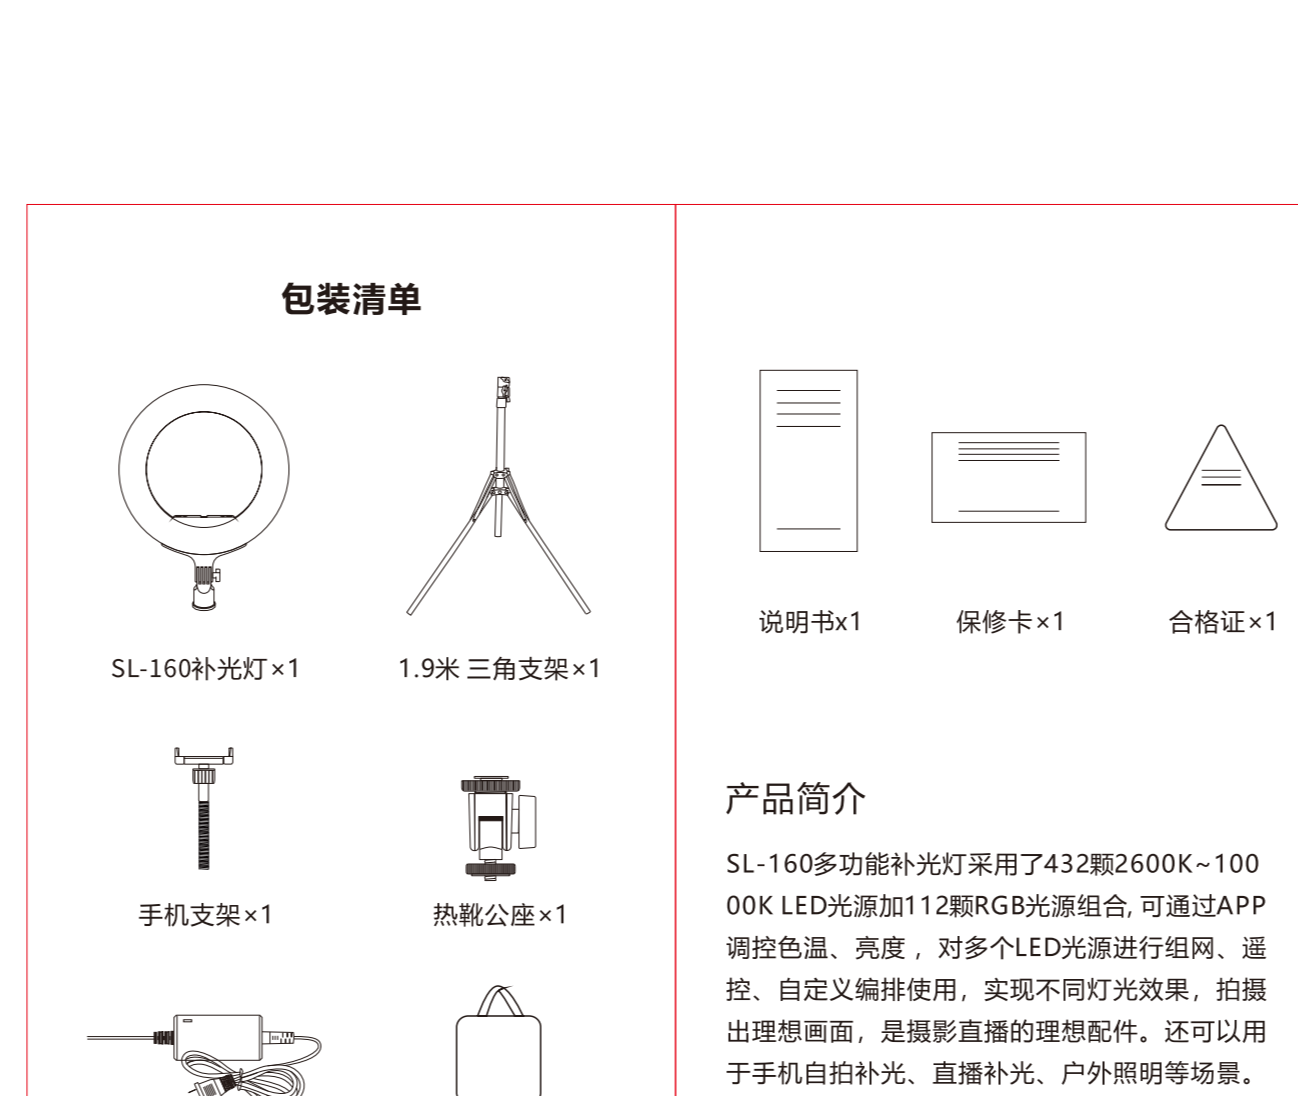 包装清单
SL-160补光灯×1
1.9米 三角支架×1
手机支架×1
热靴公座×1
说明书x1
保修卡×1
合格证×1
产品简介
SL-160多功能补光灯采用了432颗2600K~100
00K LED光源加112颗RGB光源组合, 可通过APP
调控色温、亮度 ，对多个LED光源进行组网、遥
控、自定义编排使用，实现不同灯光效果，拍摄
出理想画面，是摄影直播的理想配件。还可以用
于手机自拍补光、直播补光、户外照明等场景。